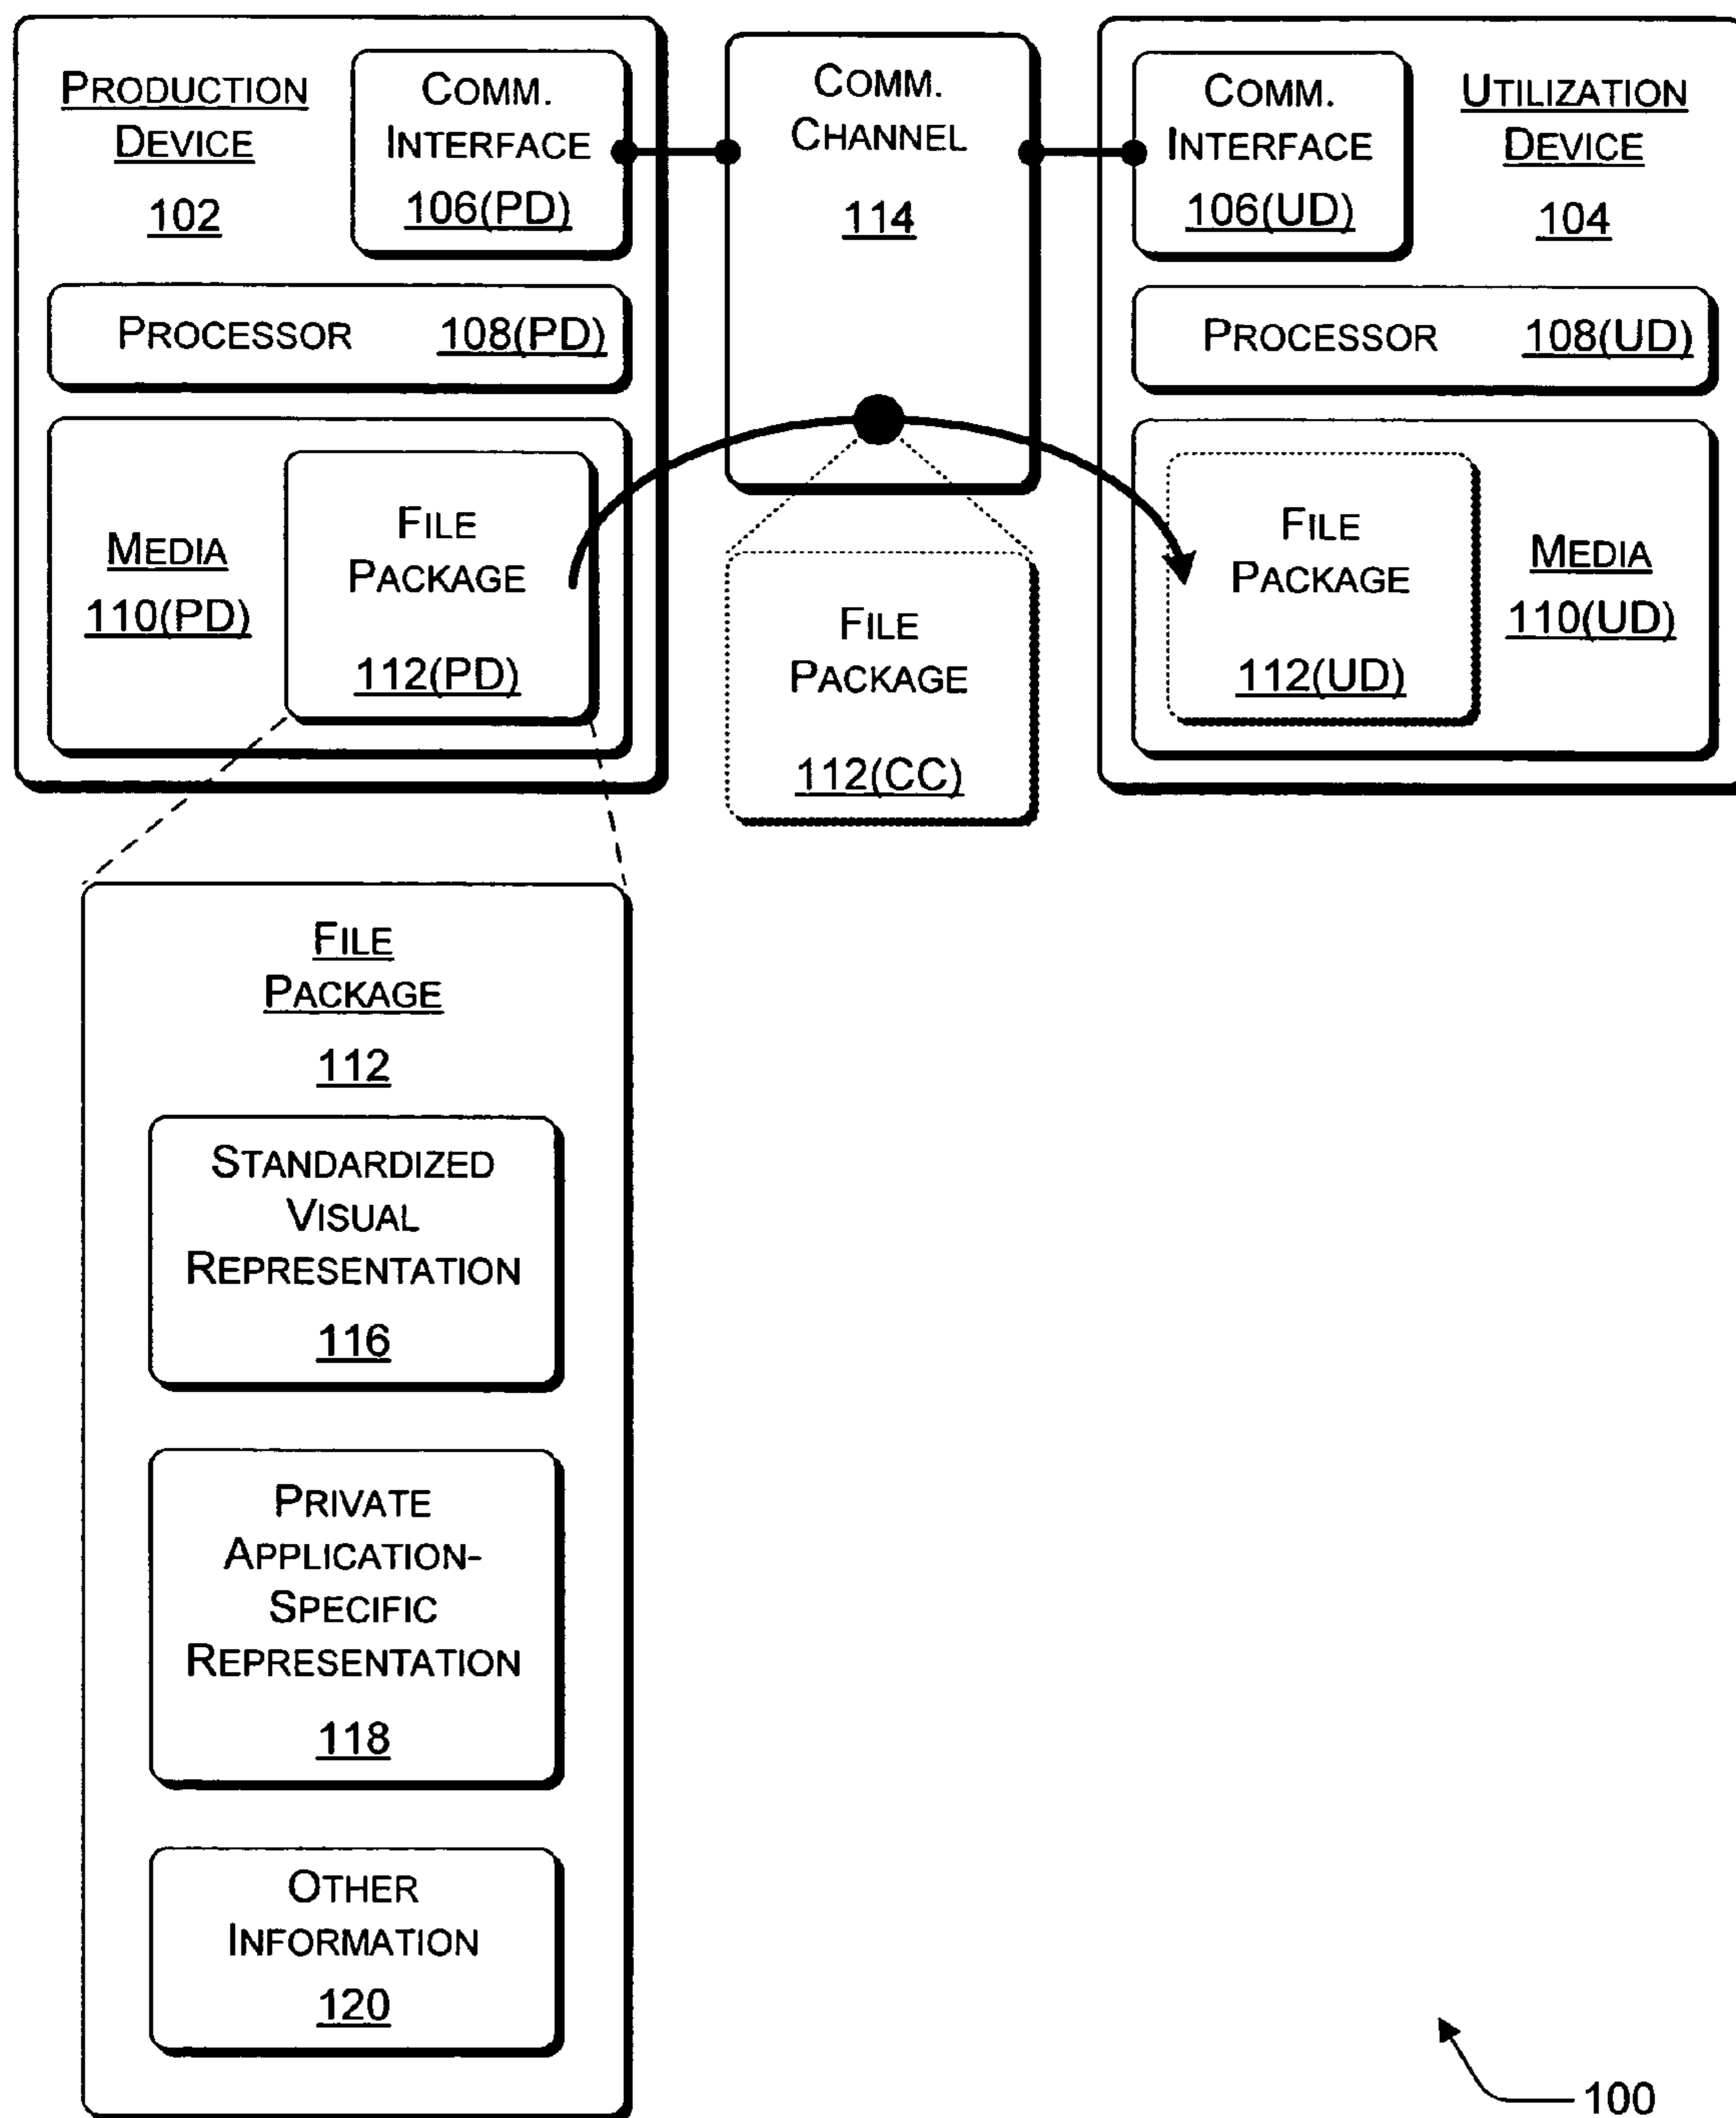 PRODUCTION
DEVICE
102
COMM.
INTERFACE
106(PD)
PROCESSOR 108(PD)
MEDIA
110(PD)
FILE
PACKAGE
112(PD)
COMM.
CHANNEL
114
FILE
PACKAGE
112(CC)
COMM.
INTERFACE
106(UD)
UTILIZATION
DEVICE
104
PROCESSOR 108(UD)
FILE
PACKAGE
112(UD)
MEDIA
110(UD)
FILE
PACKAGE
112
STANDARDIZED
VISUAL
REPRESENTATION
116
PRIVATE
APPLICATION-
SPECIFIC
REPRESENTATION
118
OTHER
INFORMATION
120
100